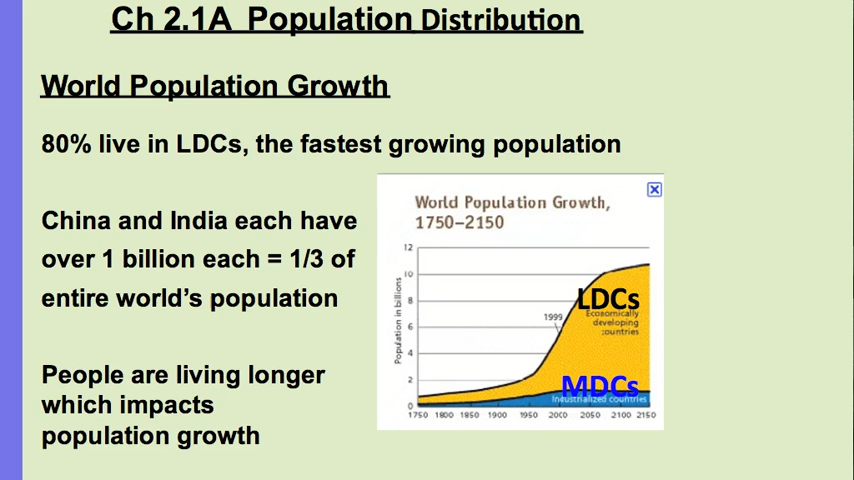 Ch 2.1A Population Distribution
World Population Growth
80% live in LDCs, the fastest growing population
China and India each have
over 1 billion each = 1/3 of
entire world's population
People are living longer
which impacts
population growth
World Population Growth,
1750–2150
Population in billions
12
10
8
6
4
2
0
1999
LDCs
Economically
developing
countries
MDCs
Industrialized countries
1750 1800 1850 1900 1950 2000 2050 2100 2150